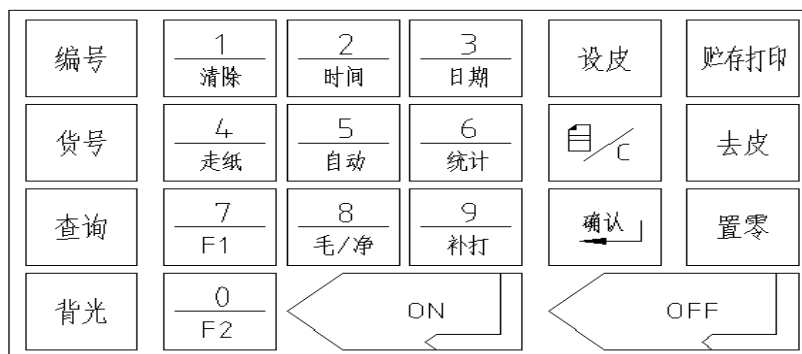 编号 1 2 3 设皮 贮存打印
清除 时间 日期
货号 4 5 6 /C 去皮
走纸 自动 统计
查询 7 8 9 确认 置零
F1 毛/净 补打
背光 0 ON OFF
F2